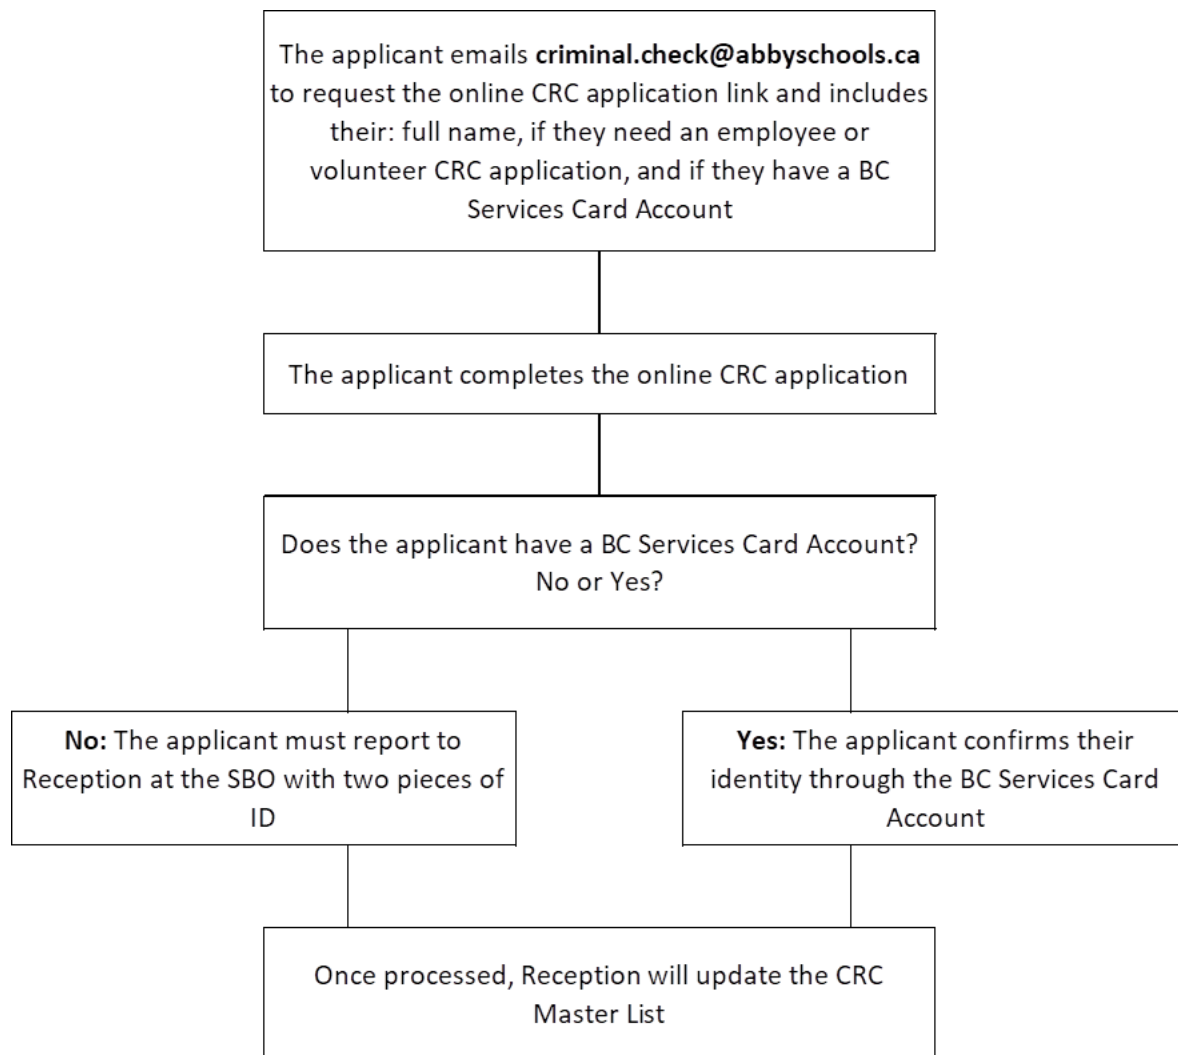 The applicant emails criminal.check@abbyschools.ca
to request the online CRC application link and includes
their: full name, if they need an employee or
volunteer CRC application, and if they have a BC
Services Card Account
The applicant completes the online CRC application
Does the applicant have a BC Services Card Account?
No or Yes?
No: The applicant must report to
Reception at the SBO with two pieces of
ID
Yes: The applicant confirms their
identity through the BC Services Card
Account
Once processed, Reception will update the CRC
Master List